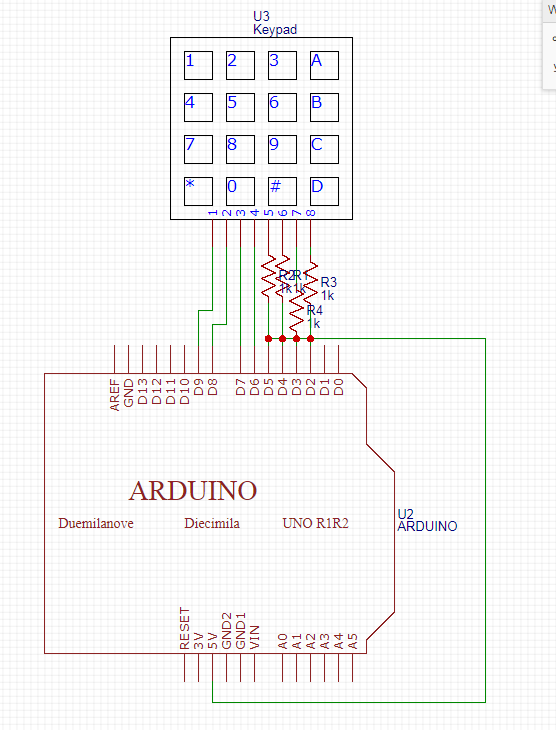 U3
Keypad
1 2 3 A
4 5 6 B
7 8 9 C
* 0 # D
1 2 3 4 5 6 7 8
R2 R1 R3
1k 1k 1k
R4
1k
AREF GND D13 D12 D11 D10 D9 D8 D7 D6 D5 D4 D3 D2 D1 D0
ARDUINO
Duemilanove Diecimila UNO R1R2
U2
ARDUINO
RESET 3V 5V GND2 GND1 VIN A0 A1 A2 A3 A4 A5